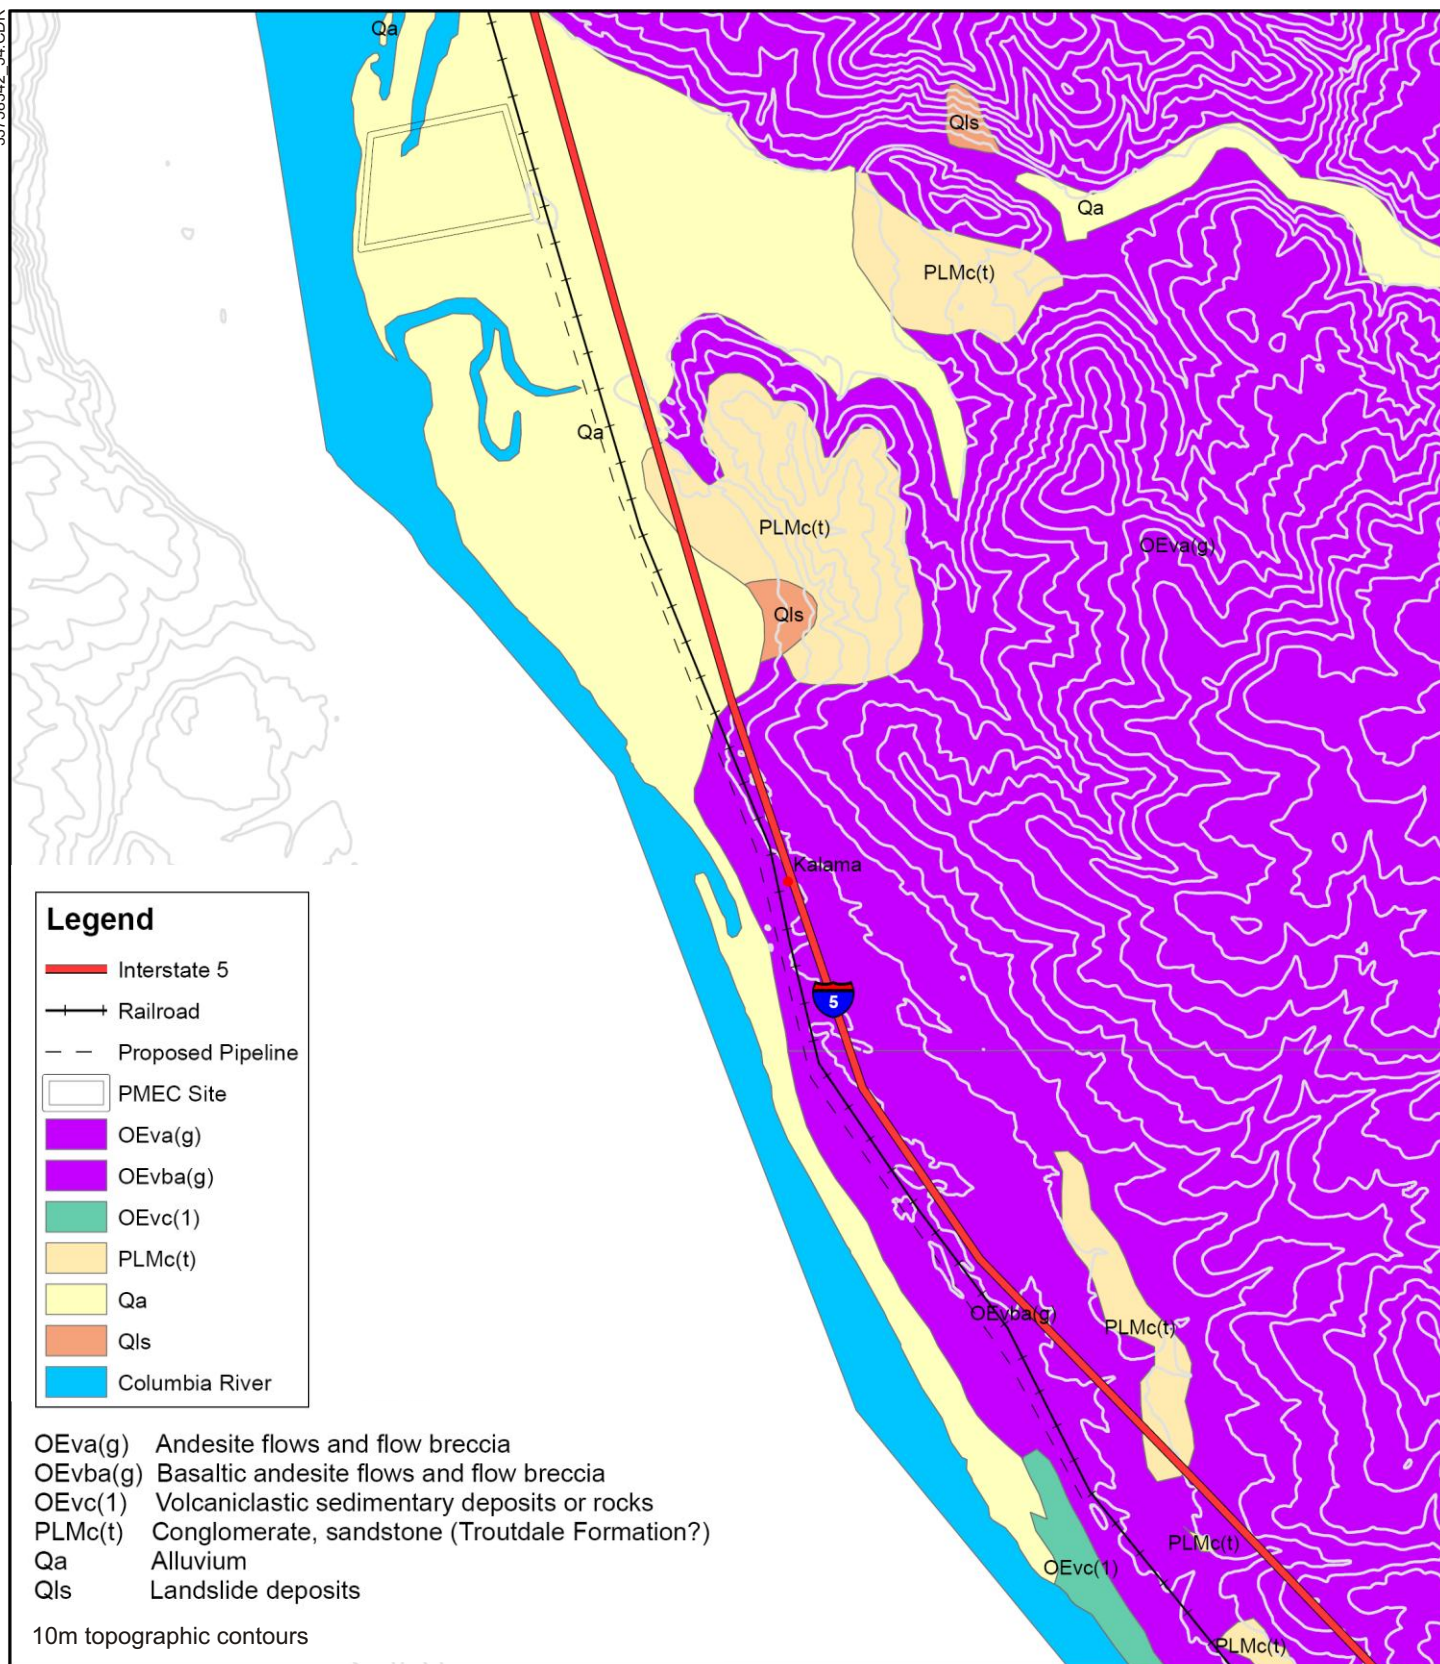 Qa
Qls
Qa
PLMc(t)
Qa
PLMc(t)
OEva(g)
Qls
Kalama
5
Legend
Interstate 5
Railroad
Proposed Pipeline
PMEC Site
OEva(g)
OEvba(g)
OEvc(1)
PLMc(t)
Qa
Qls
Columbia River
OEvba(g)
PLMc(t)
PLMc(t)
OEvc(1)
PLMc(t)
OEva(g) Andesite flows and flow breccia
OEvba(g) Basaltic andesite flows and flow breccia
OEvc(1) Volcaniclastic sedimentary deposits or rocks
PLMc(t) Conglomerate, sandstone (Troutdale Formation?)
Qa Alluvium
Qls Landslide deposits
10m topographic contours